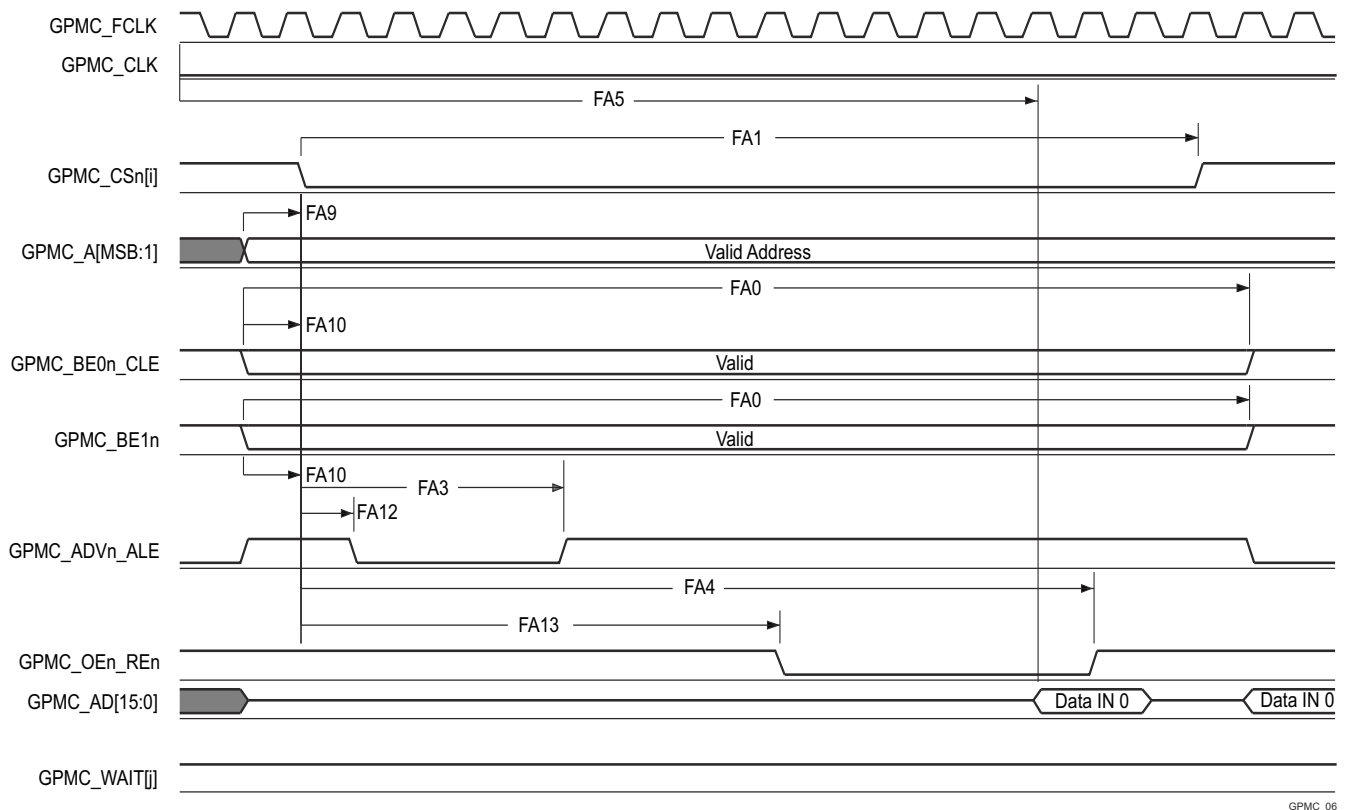 GPMC_FCLK
GPMC_CLK
FA5
FA1
GPMC_CSn[i]
FA9
GPMC_A[MSB:1]
Valid Address
FA0
FA10
GPMC_BE0n_CLE
Valid
FA0
GPMC_BE1n
Valid
FA10
FA3
FA12
GPMC_ADVn_ALE
FA4
FA13
GPMC_OEn_REn
GPMC_AD[15:0]
Data IN 0
Data IN 0
GPMC_WAIT[j]
GPMC_06